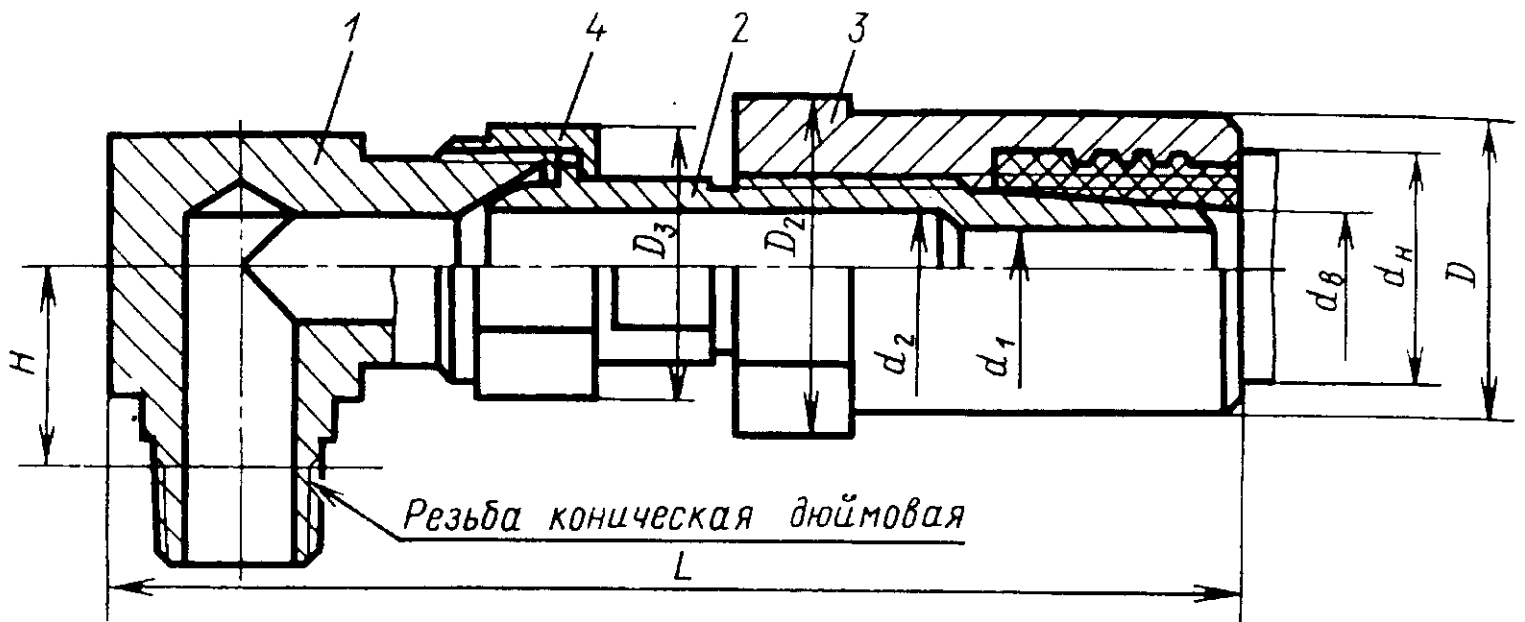 1
4
2
3
H
D₃
D₂
d₂
d₁
dв
dн
D
Резьба коническая дюймовая
L